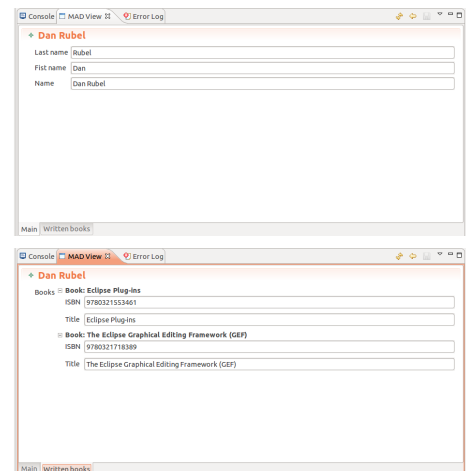 Console MAD View Error Log
Dan Rubel
Last name Rubel
Fist name Dan
Name Dan Rubel
Main Written books
Console MAD View Error Log
Dan Rubel
Books Book: Eclipse Plug-ins
ISBN 9780321553461
Title Eclipse Plug-ins
Book: The Eclipse Graphical Editing Framework (GEF)
ISBN 9780321718389
Title The Eclipse Graphical Editing Framework (GEF)
Main Written books